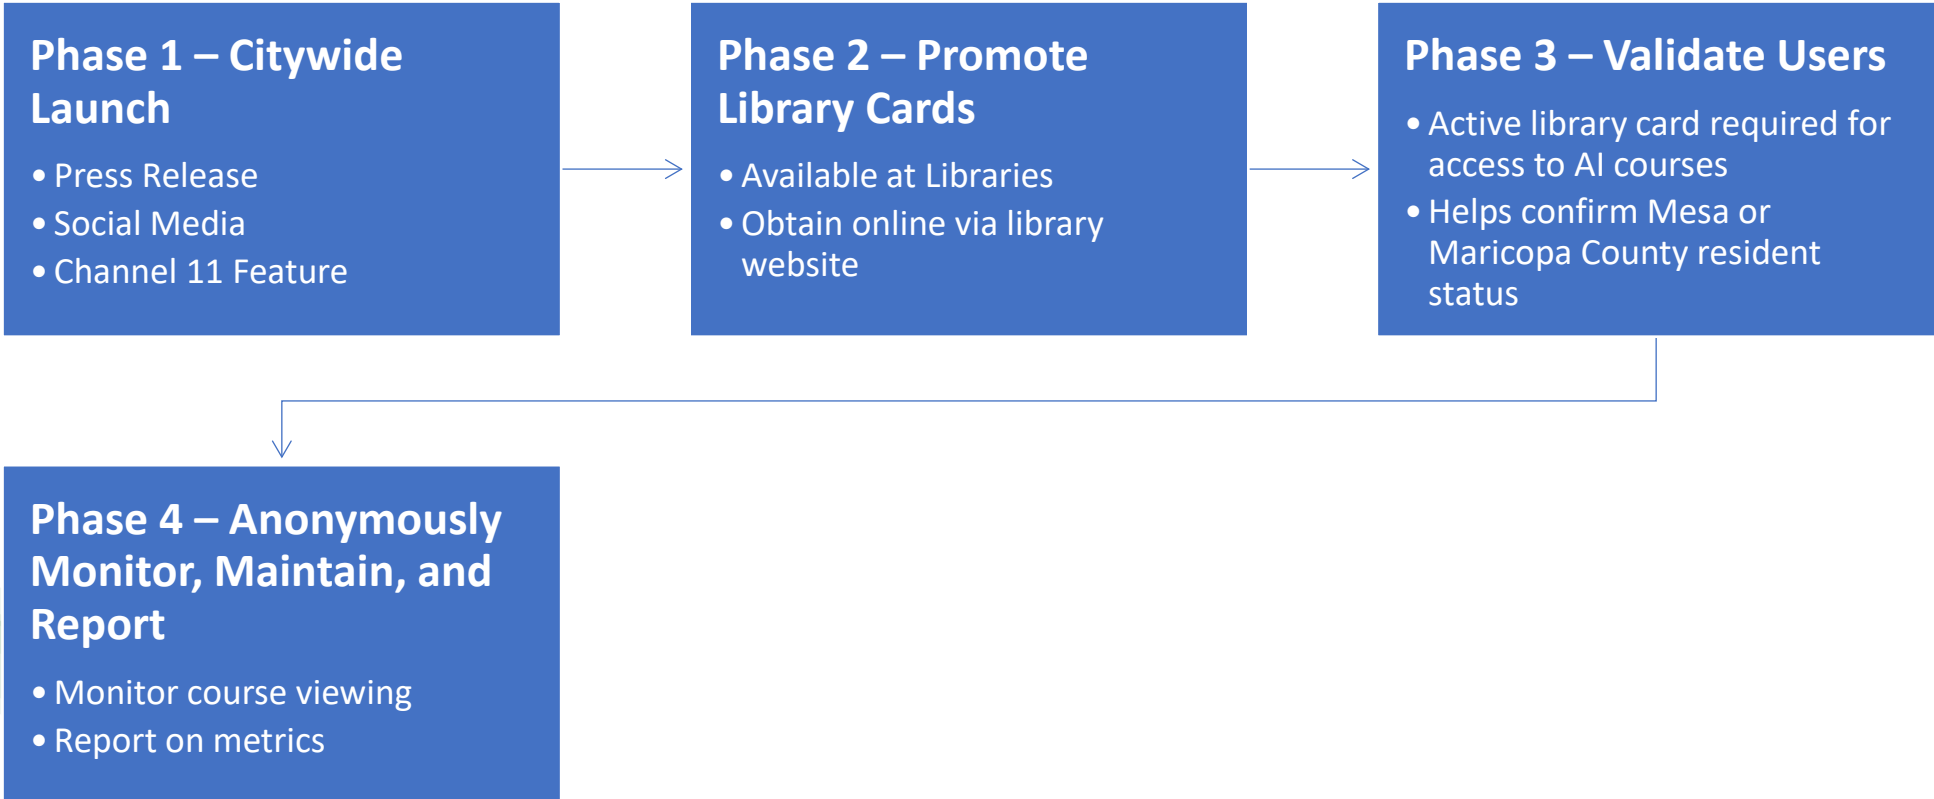 Phase 1 – Citywide
Launch
• Press Release
• Social Media
• Channel 11 Feature
Phase 2 – Promote
Library Cards
• Available at Libraries
• Obtain online via library
website
Phase 3 – Validate Users
• Active library card required for
access to AI courses
• Helps confirm Mesa or
Maricopa County resident
status
Phase 4 – Anonymously
Monitor, Maintain, and
Report
• Monitor course viewing
• Report on metrics